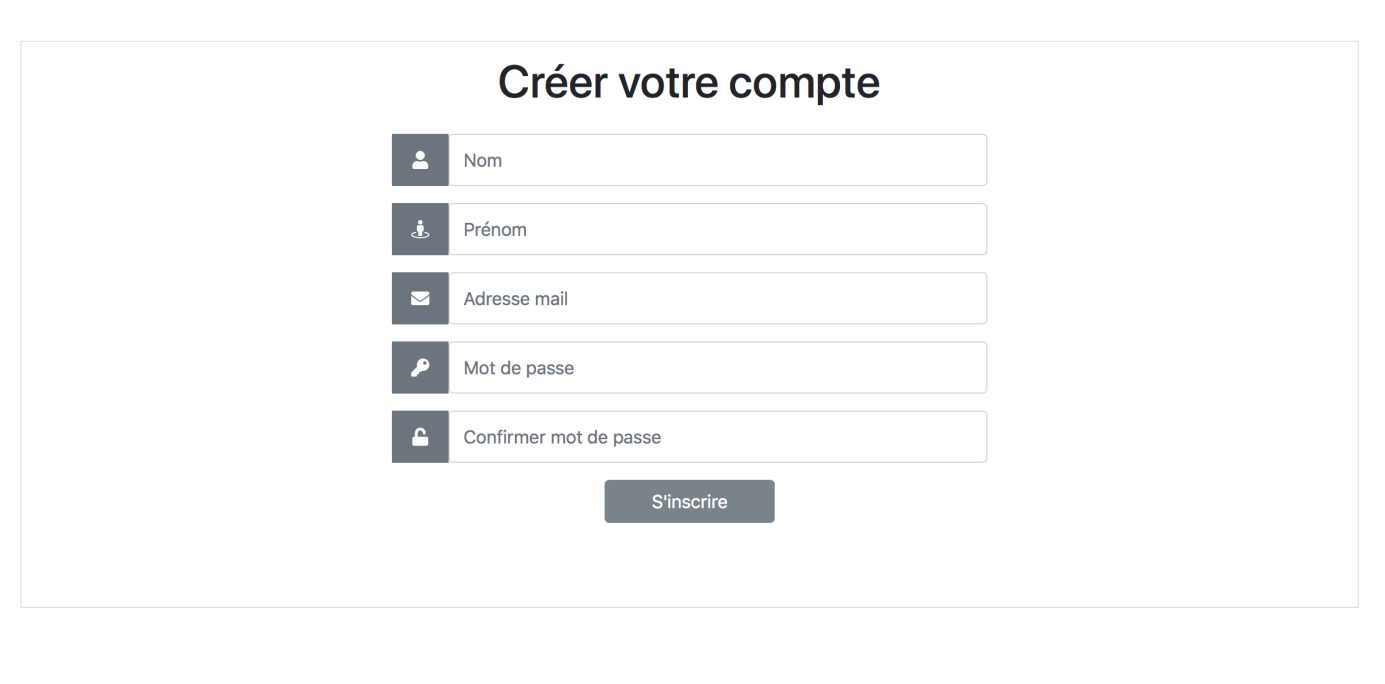 Créer votre compte
Nom
Prénom
Adresse mail
Mot de passe
Confirmer mot de passe
S'inscrire